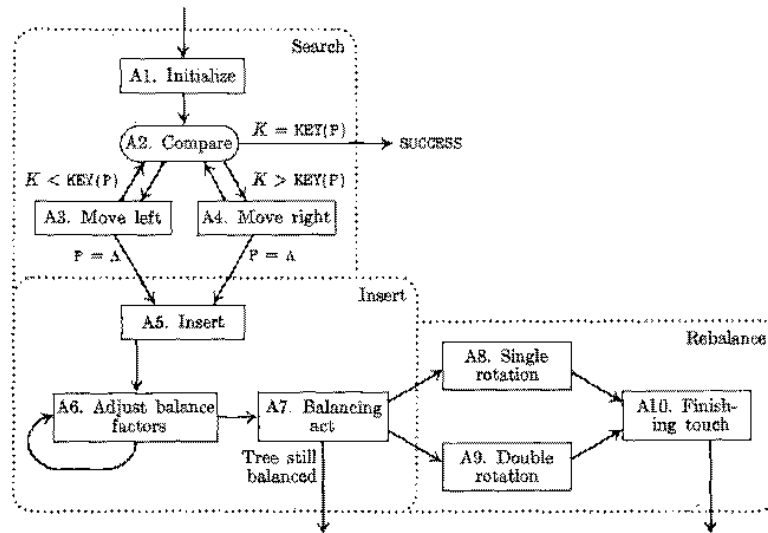 Search
A1. Initialize
A2. Compare
K = KEY(P)
SUCCESS
K < KEY(P)
K > KEY(P)
A3. Move left
A4. Move right
P = Λ
P = Λ
Insert
A5. Insert
Rebalance
A6. Adjust balance
factors
A7. Balancing
act
A8. Single
rotation
A9. Double
rotation
A10. Finish-
ing touch
Tree still
balanced